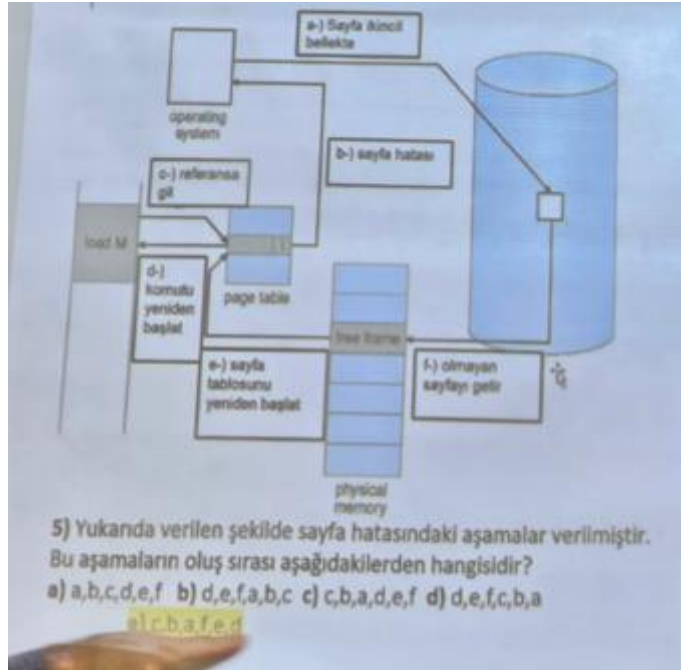 a-) Sayfa ikincil
bellekte
operating
system
b-) sayfa hatası
c-) referansa
git
load M
page table
d-)
komutu
yeniden
başlat
free frame
e-) sayfa
tablosunu
yeniden başlat
f-) olmayan
sayfayı getir
physical
memory
5) Yukarıda verilen şekilde sayfa hatasındaki aşamalar verilmiştir.
Bu aşamaların oluş sırası aşağıdakilerden hangisidir?
a) a,b,c,d,e,f b) d,e,f,a,b,c c) c,b,a,d,e,f d) d,e,f,c,b,a
e) c,b,a,f,e,d